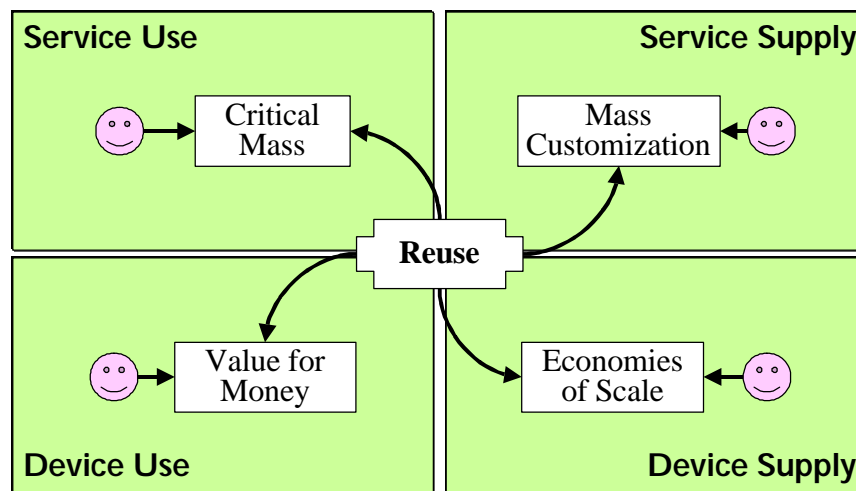 Service Use
Service Supply
Critical
Mass
Mass
Customization
Reuse
Value for
Money
Economies
of Scale
Device Use
Device Supply